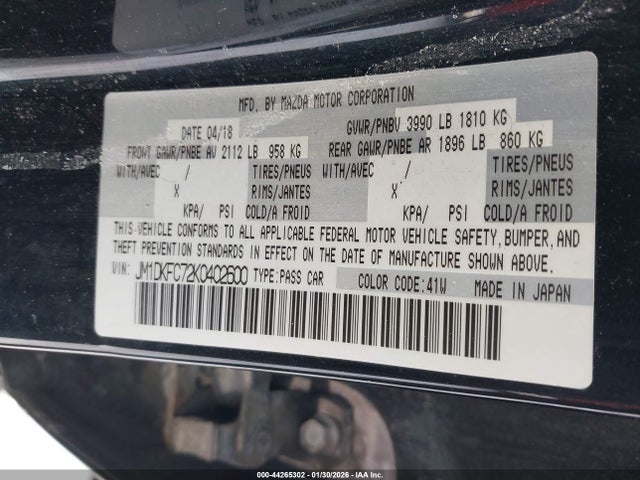 MFD. BY MAZDA MOTOR CORPORATION
DATE 04/18 GVWR/PNBV 3990 LB 1810 KG
FRONT GAWR/PNBE AV 2112 LB 958 KG REAR GAWR/PNBE AR 1896 LB 860 KG
WITH/AVEC / TIRES/PNEUS WITH/AVEC / TIRES/PNEUS
X RIMS/JANTES X RIMS/JANTES
KPA/ PSI COLD/A FROID KPA/ PSI COLD/A FROID
THIS-VEHICLE CONFORMS TO ALL APPLICABLE FEDERAL MOTOR VEHICLE SAFETY, BUMPER, AND
THEFT PREVENTION STANDARDS IN EFFECT ON THE DATE OF MANUFACTURE SHOWN ABOVE.
VIN: JM1DKFC72K0402600 TYPE:PASS CAR COLOR CODE:41W MADE IN JAPAN
000-44265302 | 01/30/2026 - IAA Inc.